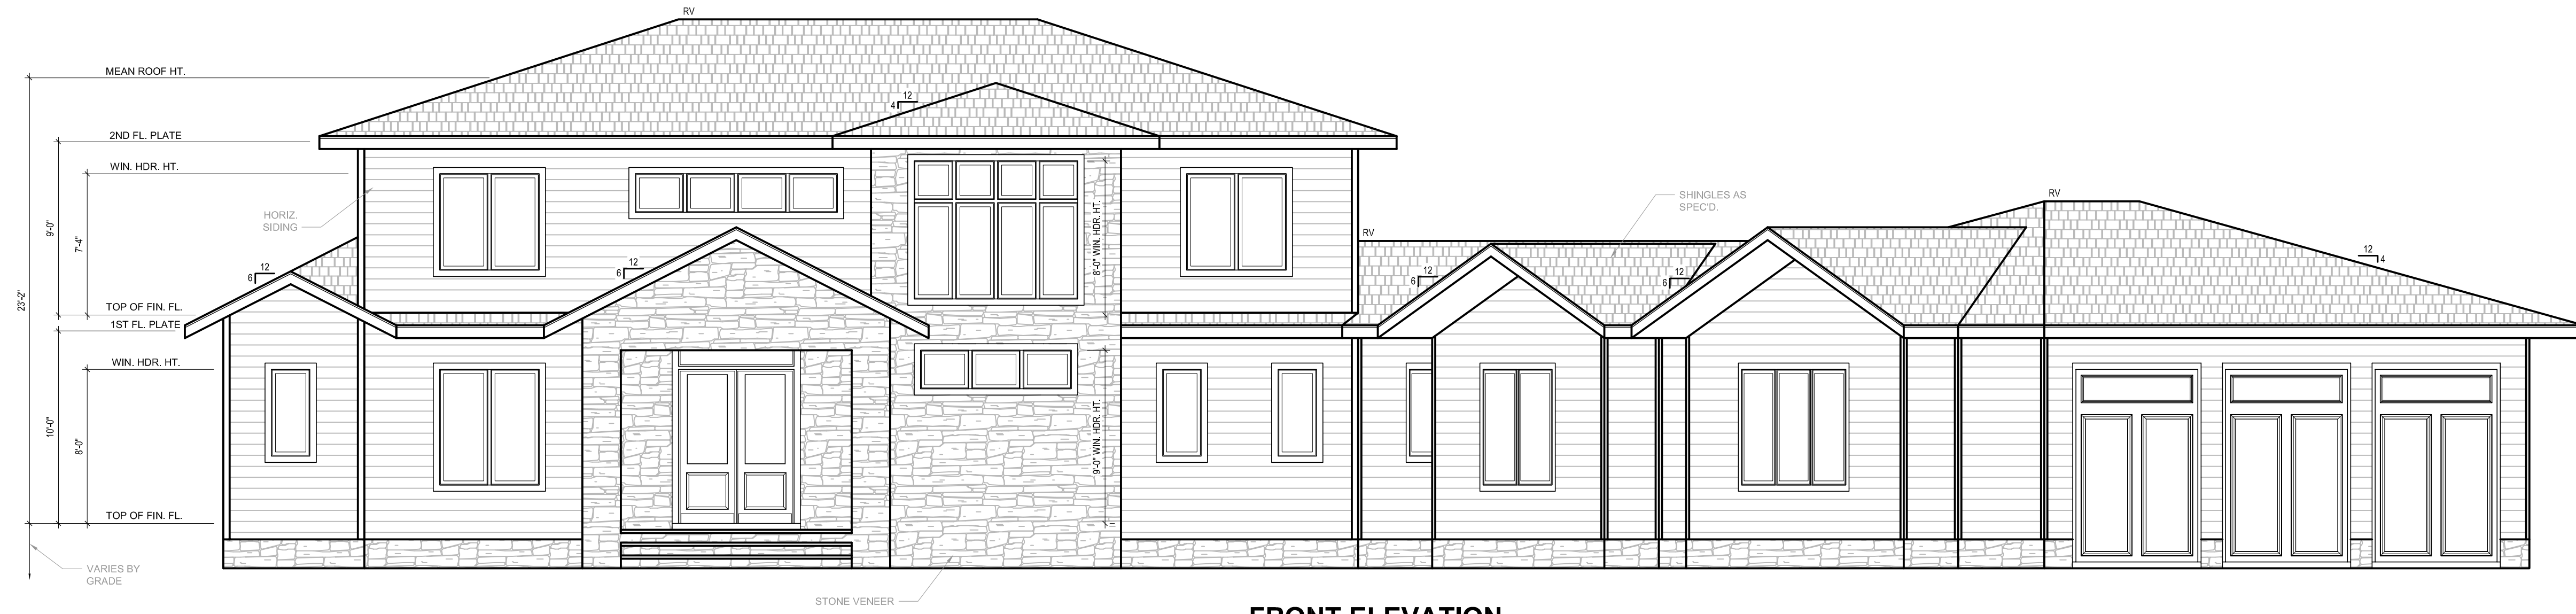 RV
MEAN ROOF HT.
12
4
2ND FL. PLATE
WIN. HDR. HT.
SHINGLES AS
SPEC'D.
RV
HORIZ.
SIDING
9'-0"
7'-4"
8'-0" WIN. HDR. HT.
RV
12
4
12
6
12
6
12
6
12
6
23'-2"
TOP OF FIN. FL.
1ST FL. PLATE
WIN. HDR. HT.
10'-0"
8'-0"
9'-0" WIN. HDR. HT.
TOP OF FIN. FL.
VARIES BY
GRADE
STONE VENEER
FRONT ELEVATION